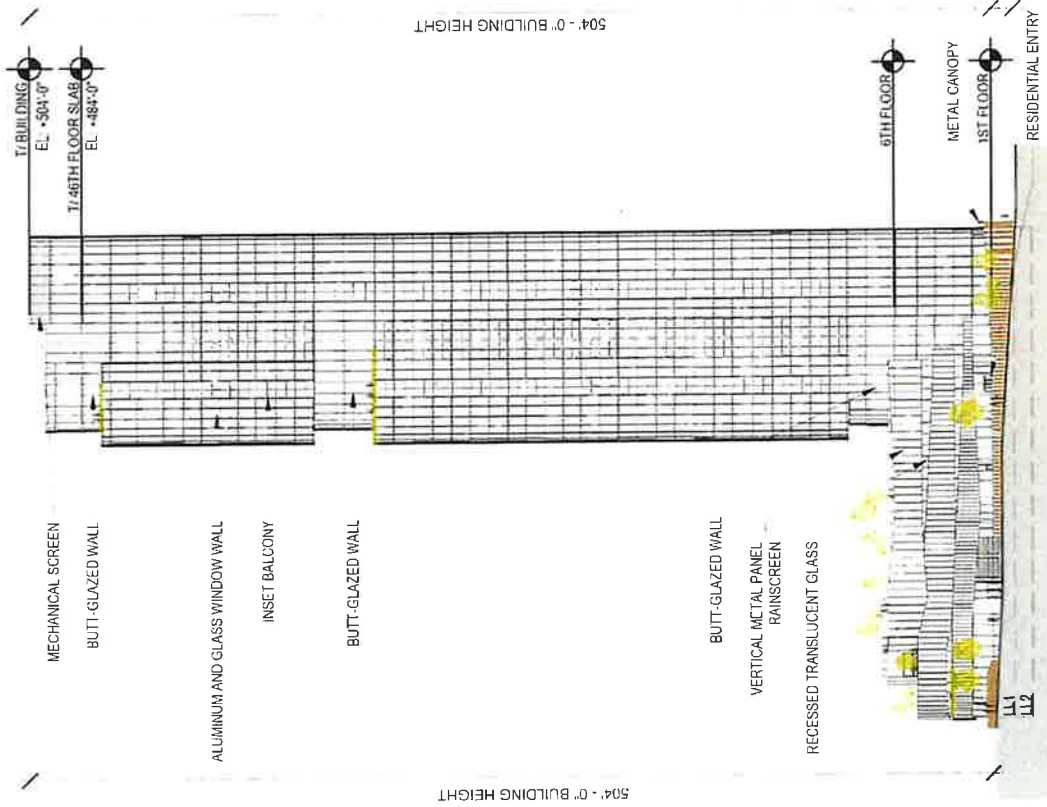 504'- 0" BUILDING HEIGHT
T/ BUILDING
EL. +504'-0"
T/ 46TH FLOOR SLAB
EL. +484'-0"
MECHANICAL SCREEN
BUTT-GLAZED WALL
ALUMINUM AND GLASS WINDOW WALL
INSET BALCONY
BUTT-GLAZED WALL
BUTT-GLAZED WALL
VERTICAL METAL PANEL
RAINSCREEN
RECESSED TRANSLUCENT GLASS
6TH FLOOR
METAL CANOPY
1ST FLOOR
RESIDENTIAL ENTRY
LL1
LL2
504'- 0" BUILDING HEIGHT